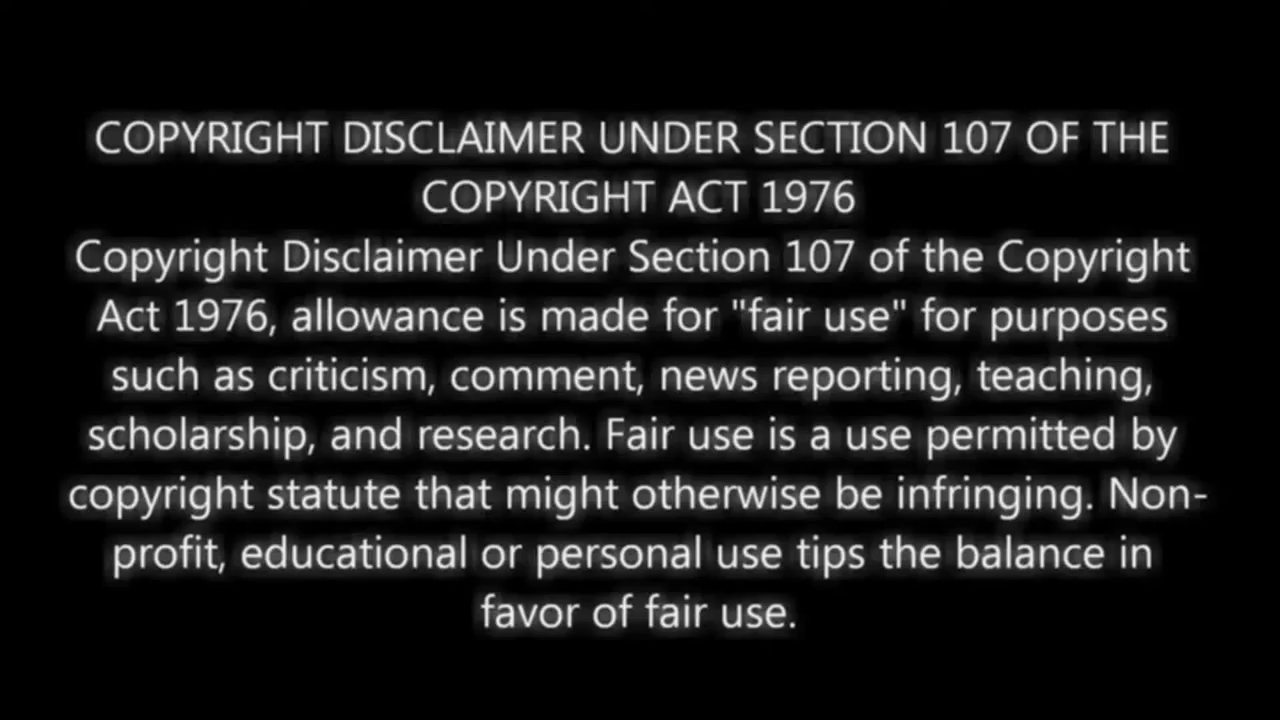 COPYRIGHT DISCLAIMER UNDER SECTION 107 OF THE
COPYRIGHT ACT 1976
Copyright Disclaimer Under Section 107 of the Copyright
Act 1976, allowance is made for "fair use" for purposes
such as criticism, comment, news reporting, teaching,
scholarship, and research. Fair use is a use permitted by
copyright statute that might otherwise be infringing. Non-
profit, educational or personal use tips the balance in
favor of fair use.